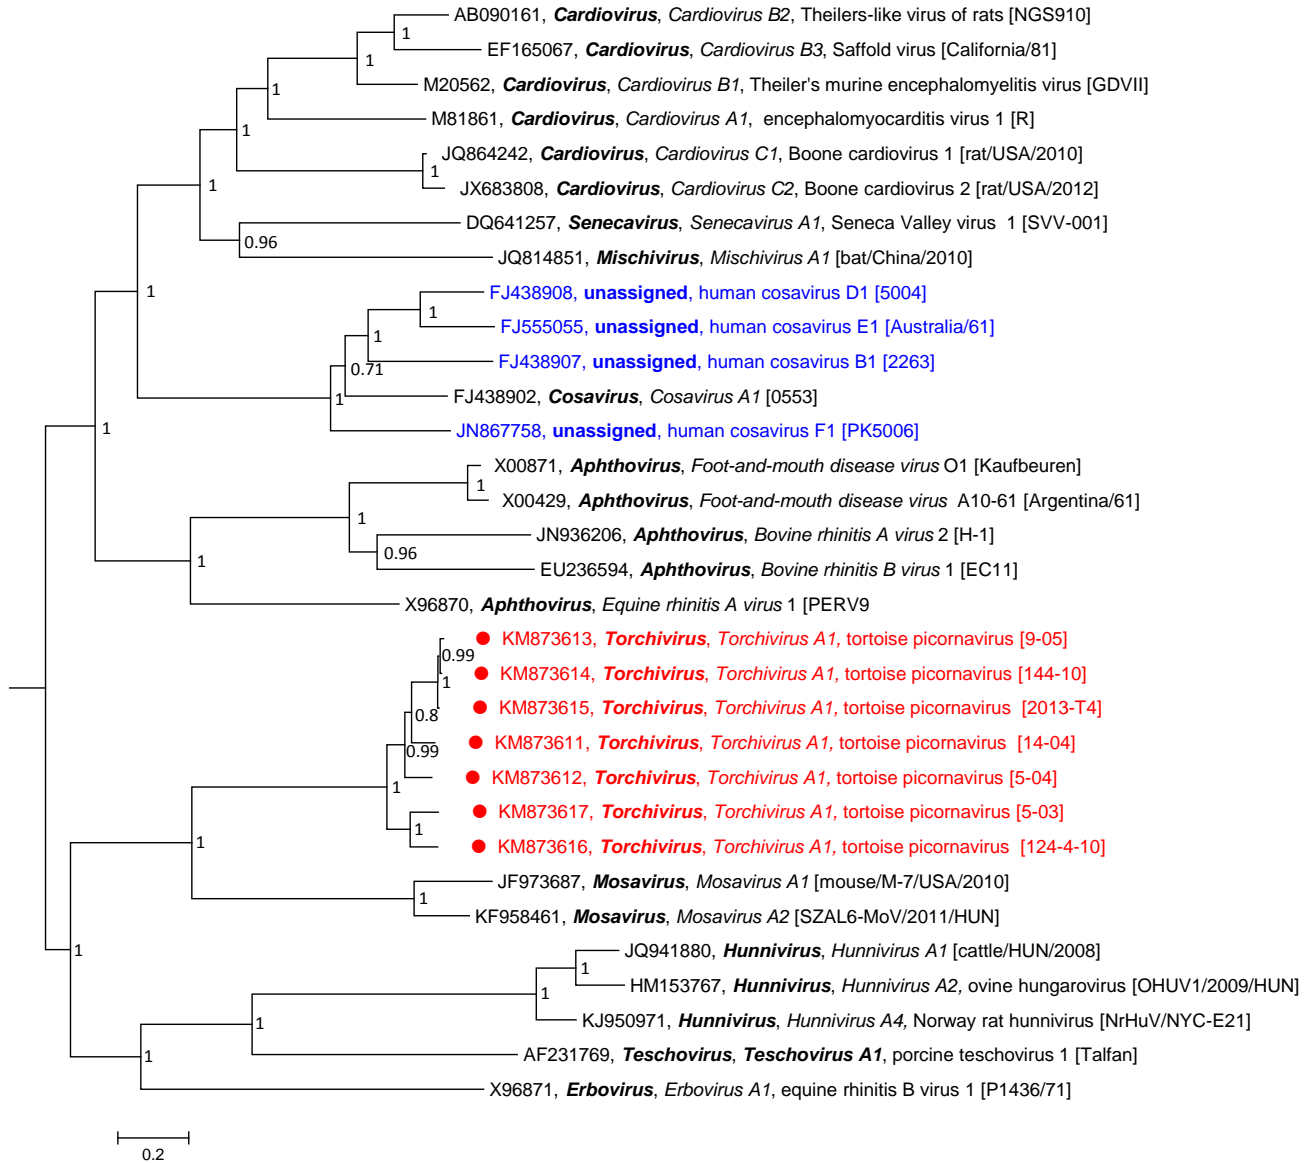 AB090161, Cardiovirus, Cardiovirus B2, Theilers-like virus of rats [NGS910]
1
EF165067, Cardiovirus, Cardiovirus B3, Saffold virus [California/81]
1
M20562, Cardiovirus, Cardiovirus B1, Theiler's murine encephalomyelitis virus [GDVII]
1
M81861, Cardiovirus, Cardiovirus A1, encephalomyocarditis virus 1 [R]
1
JQ864242, Cardiovirus, Cardiovirus C1, Boone cardiovirus 1 [rat/USA/2010]
1
1
JX683808, Cardiovirus, Cardiovirus C2, Boone cardiovirus 2 [rat/USA/2012]
DQ641257, Senecavirus, Senecavirus A1, Seneca Valley virus 1 [SVV-001]
0.96
JQ814851, Mischivirus, Mischivirus A1 [bat/China/2010]
1
FJ438908, unassigned, human cosavirus D1 [5004]
1
FJ555055, unassigned, human cosavirus E1 [Australia/61]
1
FJ438907, unassigned, human cosavirus B1 [2263]
0.71
FJ438902, Cosavirus, Cosavirus A1 [0553]
1
1
JN867758, unassigned, human cosavirus F1 [PK5006]
X00871, Aphthovirus, Foot-and-mouth disease virus O1 [Kaufbeuren]
1
X00429, Aphthovirus, Foot-and-mouth disease virus A10-61 [Argentina/61]
1
JN936206, Aphthovirus, Bovine rhinitis A virus 2 [H-1]
0.96
1
EU236594, Aphthovirus, Bovine rhinitis B virus 1 [EC11]
X96870, Aphthovirus, Equine rhinitis A virus 1 [PERV9
KM873613, Torchivirus, Torchivirus A1, tortoise picornavirus [9-05]
0.99
KM873614, Torchivirus, Torchivirus A1, tortoise picornavirus [144-10]
1
KM873615, Torchivirus, Torchivirus A1, tortoise picornavirus [2013-T4]
0.8
KM873611, Torchivirus, Torchivirus A1, tortoise picornavirus [14-04]
0.99
KM873612, Torchivirus, Torchivirus A1, tortoise picornavirus [5-04]
1
KM873617, Torchivirus, Torchivirus A1, tortoise picornavirus [5-03]
1
1
KM873616, Torchivirus, Torchivirus A1, tortoise picornavirus [124-4-10]
JF973687, Mosavirus, Mosavirus A1 [mouse/M-7/USA/2010]
1
KF958461, Mosavirus, Mosavirus A2 [SZAL6-MoV/2011/HUN]
1
JQ941880, Hunnivirus, Hunnivirus A1 [cattle/HUN/2008]
1
HM153767, Hunnivirus, Hunnivirus A2, ovine hungarovirus [OHUV1/2009/HUN]
1
KJ950971, Hunnivirus, Hunnivirus A4, Norway rat hunnivirus [NrHuV/NYC-E21]
1
AF231769, Teschovirus, Teschovirus A1, porcine teschovirus 1 [Talfan]
1
X96871, Erbovirus, Erbovirus A1, equine rhinitis B virus 1 [P1436/71]
0.2